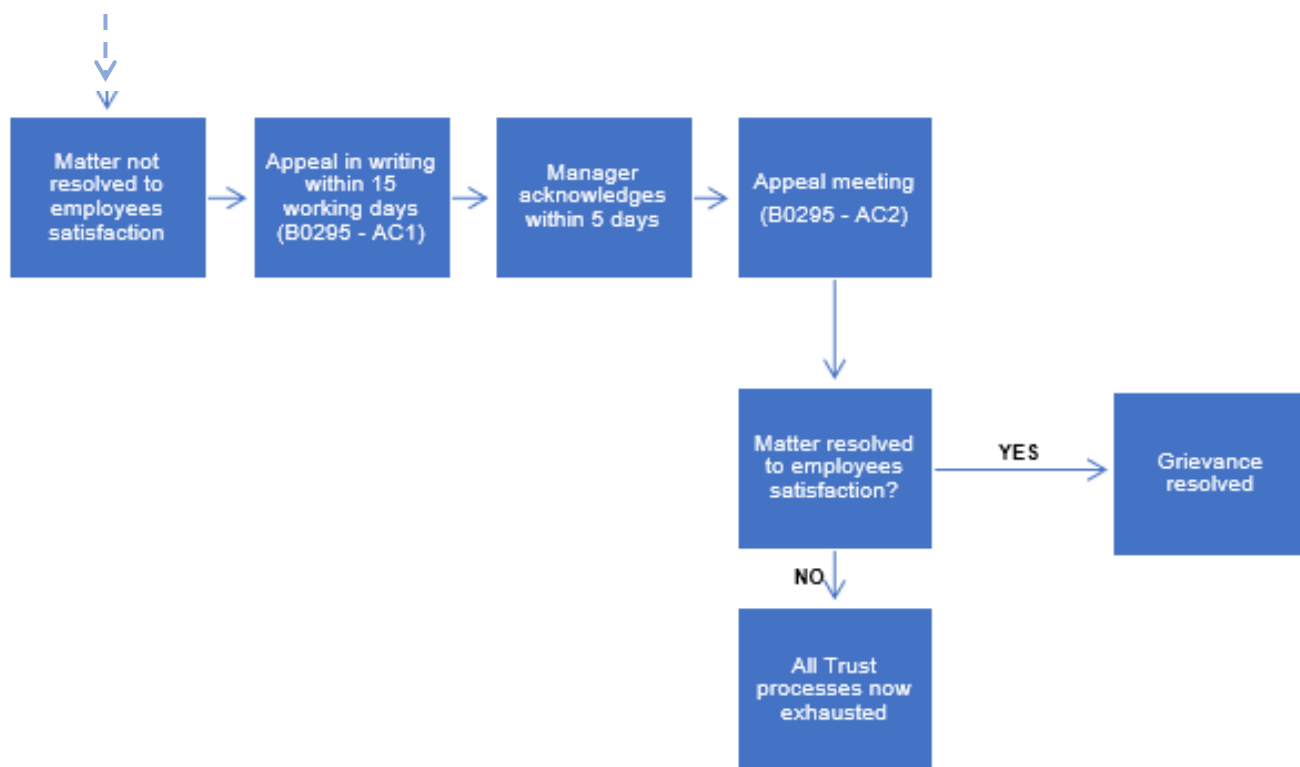 Matter not
resolved to
employees
satisfaction
Appeal in writing
within 15
working days
(B0295 - AC1)
Manager
acknowledges
within 5 days
Appeal meeting
(B0295 - AC2)
Matter resolved
to employees
satisfaction?
YES
Grievance
resolved
NO
All Trust
processes now
exhausted